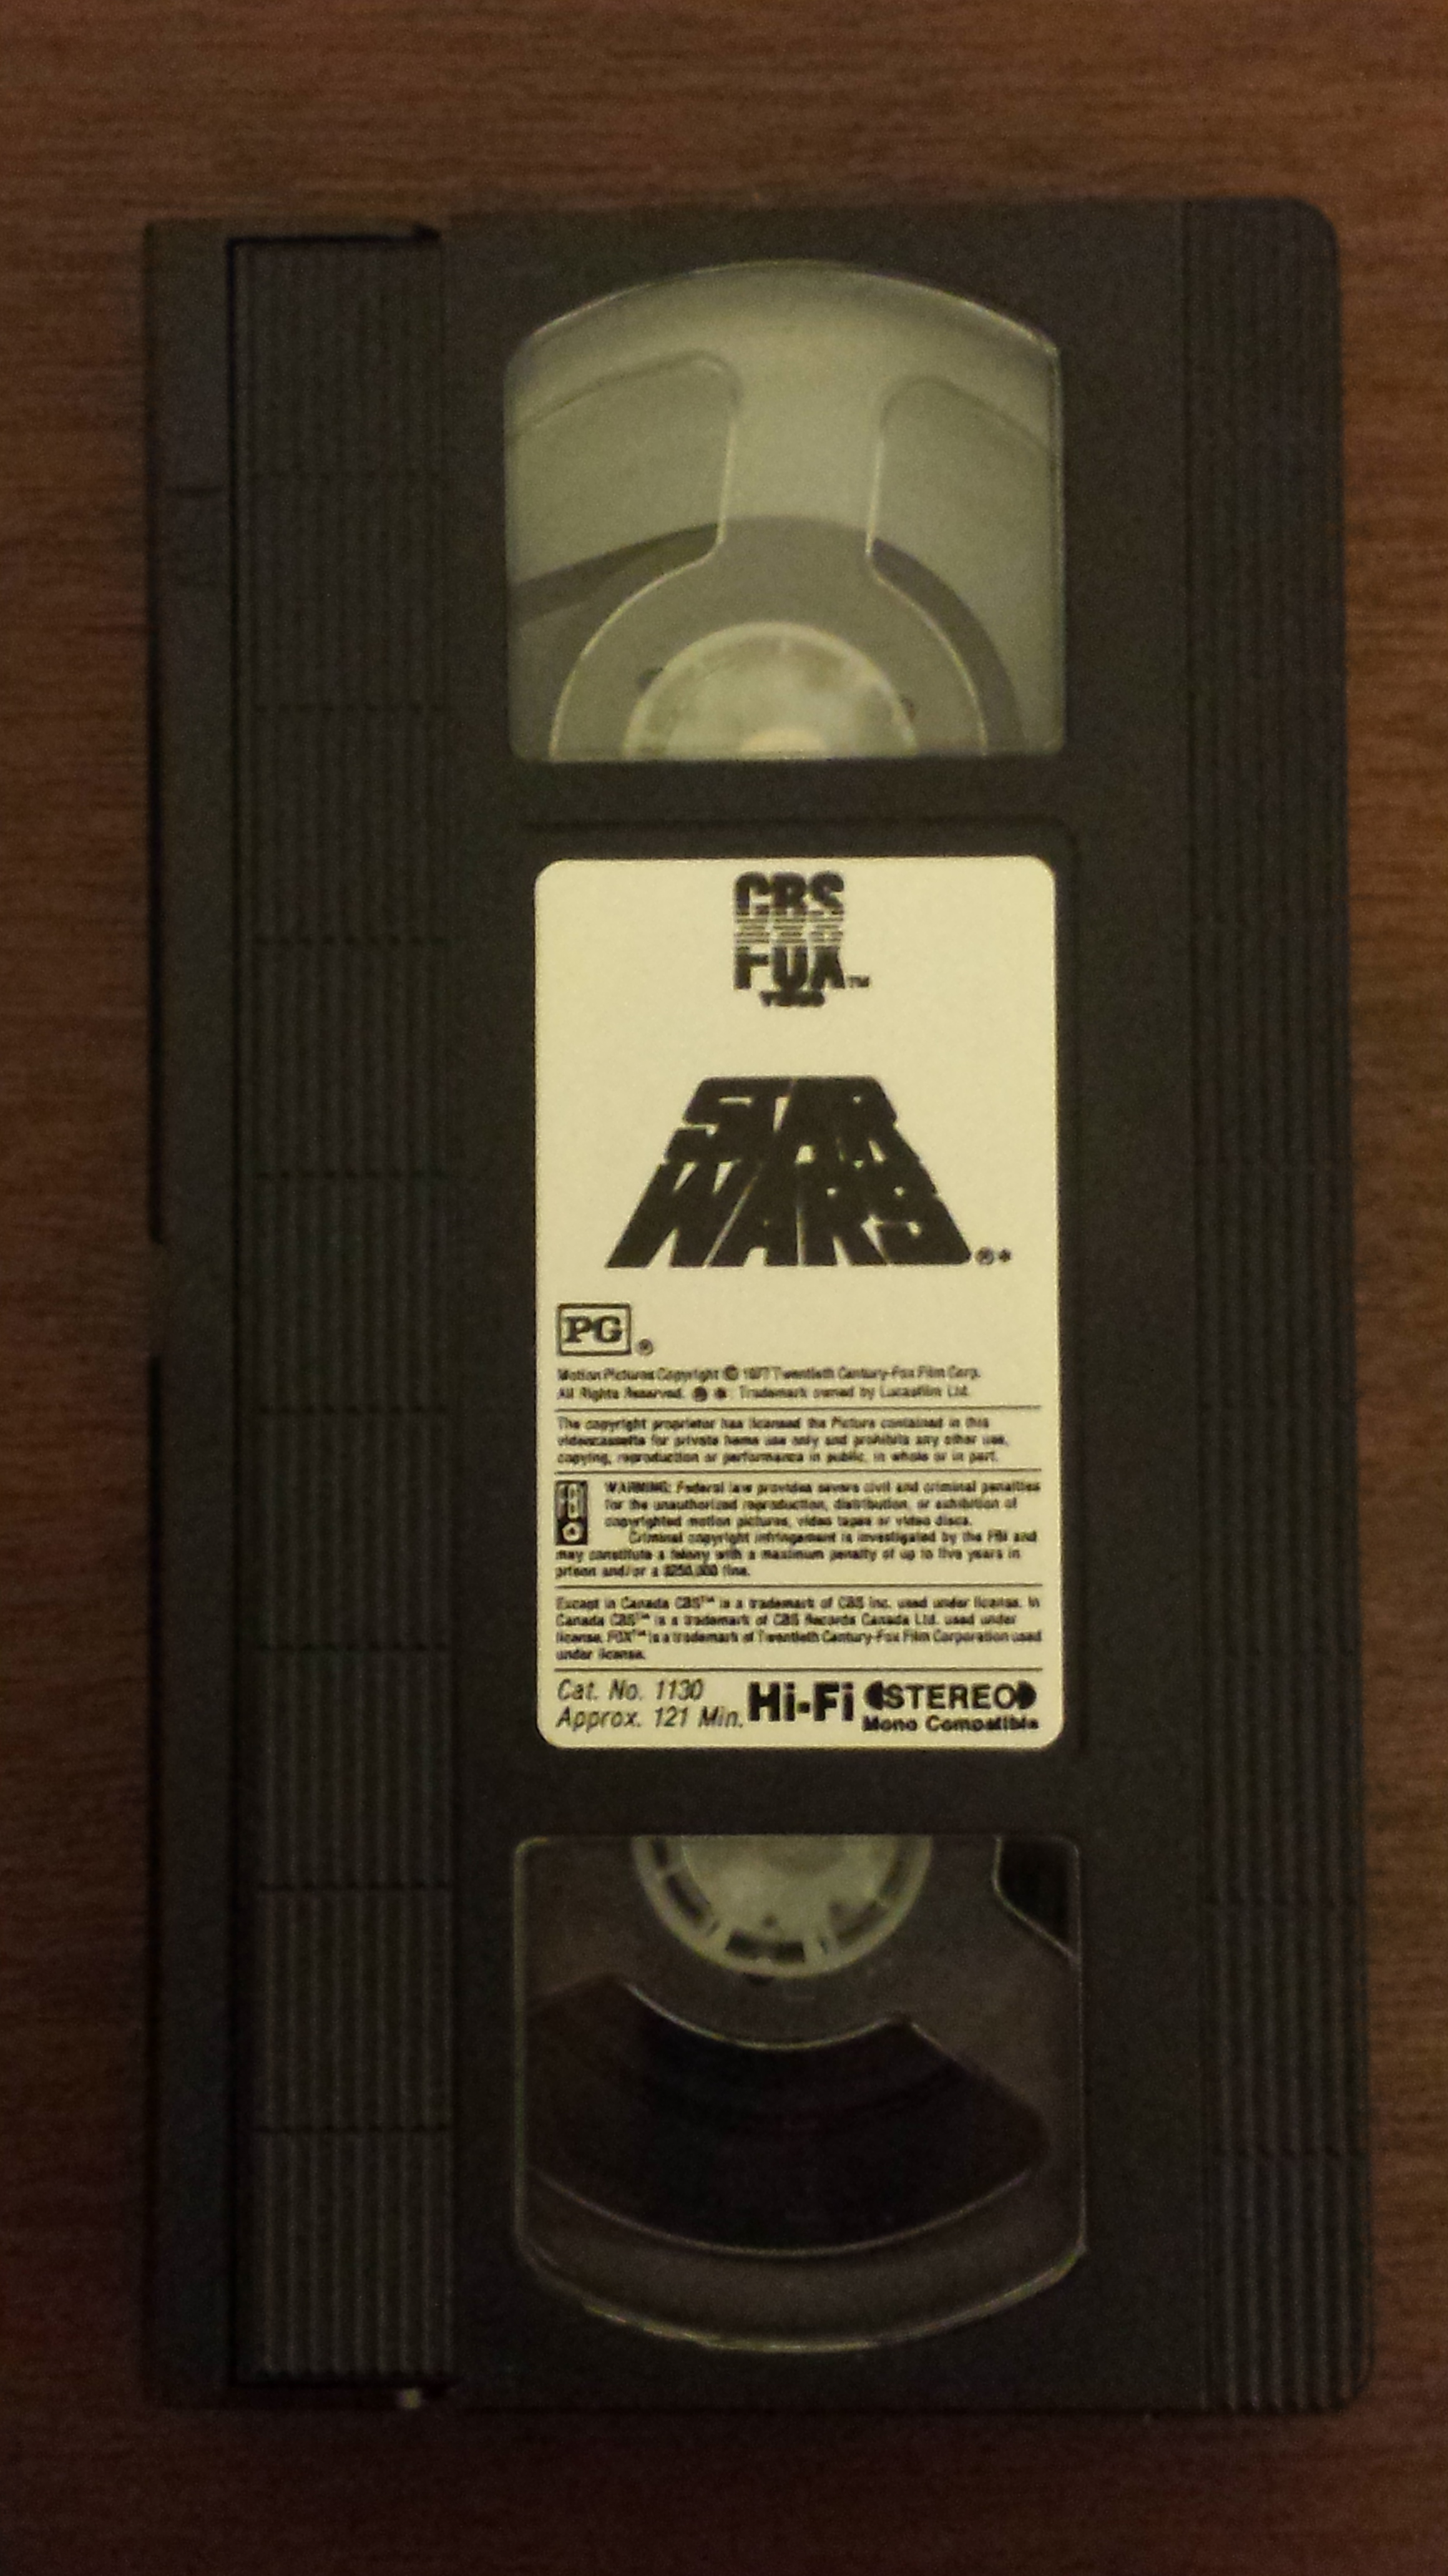 CBS
FOX™
VIDEO
STAR
WARS®*
PG®
Motion Pictures Copyright © 1977 Twentieth Century-Fox Film Corp.
All Rights Reserved. ® *: Trademark owned by Lucasfilm Ltd.
The copyright proprietor has licensed the Picture contained in this
videocassette for private home use only and prohibits any other use,
copying, reproduction or performance in public, in whole or in part.
FBI WARNING: Federal law provides severe civil and criminal penalties
for the unauthorized reproduction, distribution, or exhibition of
copyrighted motion pictures, video tapes or video discs.
Criminal copyright infringement is investigated by the FBI and
may constitute a felony with a maximum penalty of up to five years in
prison and/or a $250,000 fine.
Except in Canada CBS™ is a trademark of CBS Inc. used under license. In
Canada CBS™ is a trademark of CBS Records Canada Ltd. used under
license. FOX™ is a trademark of Twentieth Century-Fox Film Corporation used
under license.
Cat. No. 1130
Approx. 121 Min.
Hi-Fi STEREO
Mono Compatible